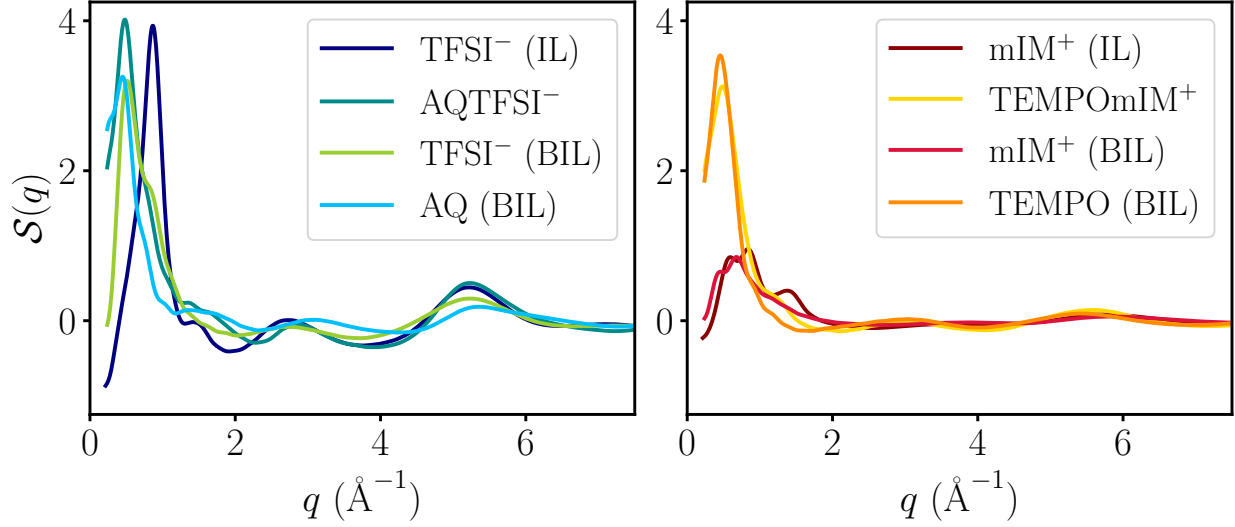 4
2
0
S(q)
0
2
4
6
q (Å⁻¹)
TFSI⁻ (IL)
AQTFSI⁻
TFSI⁻ (BIL)
AQ (BIL)
4
2
0
0
2
4
6
q (Å⁻¹)
mIM⁺ (IL)
TEMPOmIM⁺
mIM⁺ (BIL)
TEMPO (BIL)